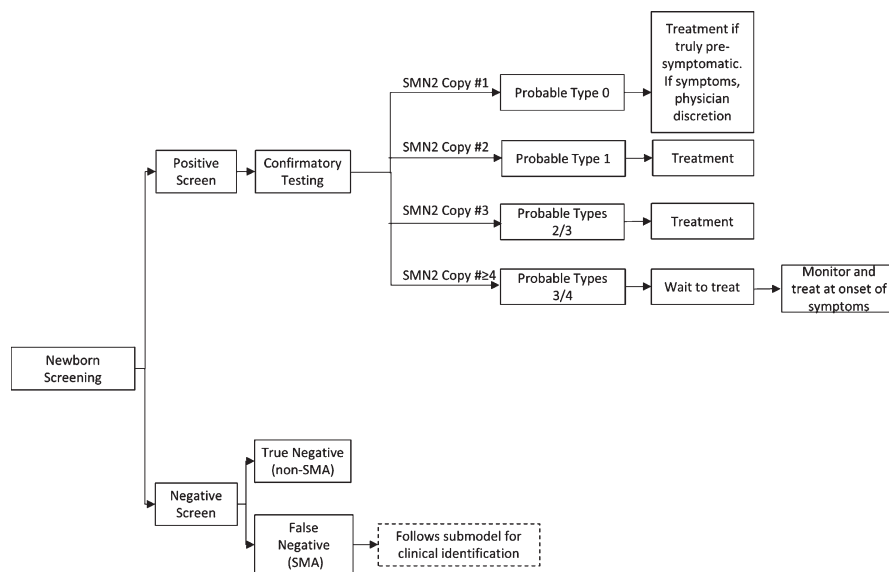 Treatment if
truly pre-
symptomatic.
If symptoms,
physician
discretion
SMN2 Copy #1
Probable Type 0
Positive
Screen
Confirmatory
Testing
SMN2 Copy #2
Probable Type 1
Treatment
SMN2 Copy #3
Probable Types
2/3
Treatment
SMN2 Copy #≥4
Probable Types
3/4
Wait to treat
Monitor and
treat at onset of
symptoms
Newborn
Screening
True Negative
(non-SMA)
Negative
Screen
False
Negative
(SMA)
Follows submodel for
clinical identification